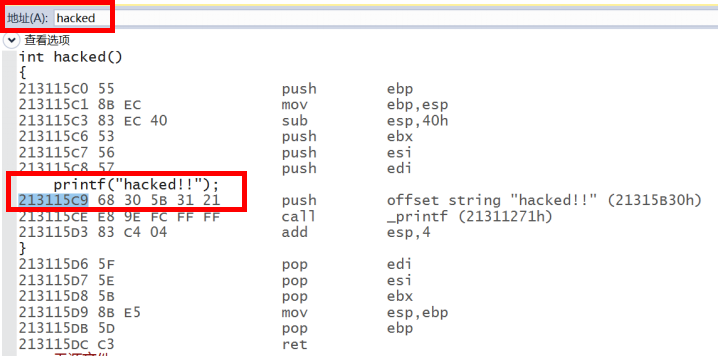 地址(A): hacked
查看选项
int hacked()
{
213115C0 55 push ebp
213115C1 8B EC mov ebp,esp
213115C3 83 EC 40 sub esp,40h
213115C6 53 push ebx
213115C7 56 push esi
213115C8 57 push edi
printf("hacked!!");
213115C9 68 30 5B 31 21 push offset string "hacked!!" (21315B30h)
213115CE E8 9E FC FF FF call _printf (21311271h)
213115D3 83 C4 04 add esp,4
}
213115D6 5F pop edi
213115D7 5E pop esi
213115D8 5B pop ebx
213115D9 8B E5 mov esp,ebp
213115DB 5D pop ebp
213115DC C3 ret